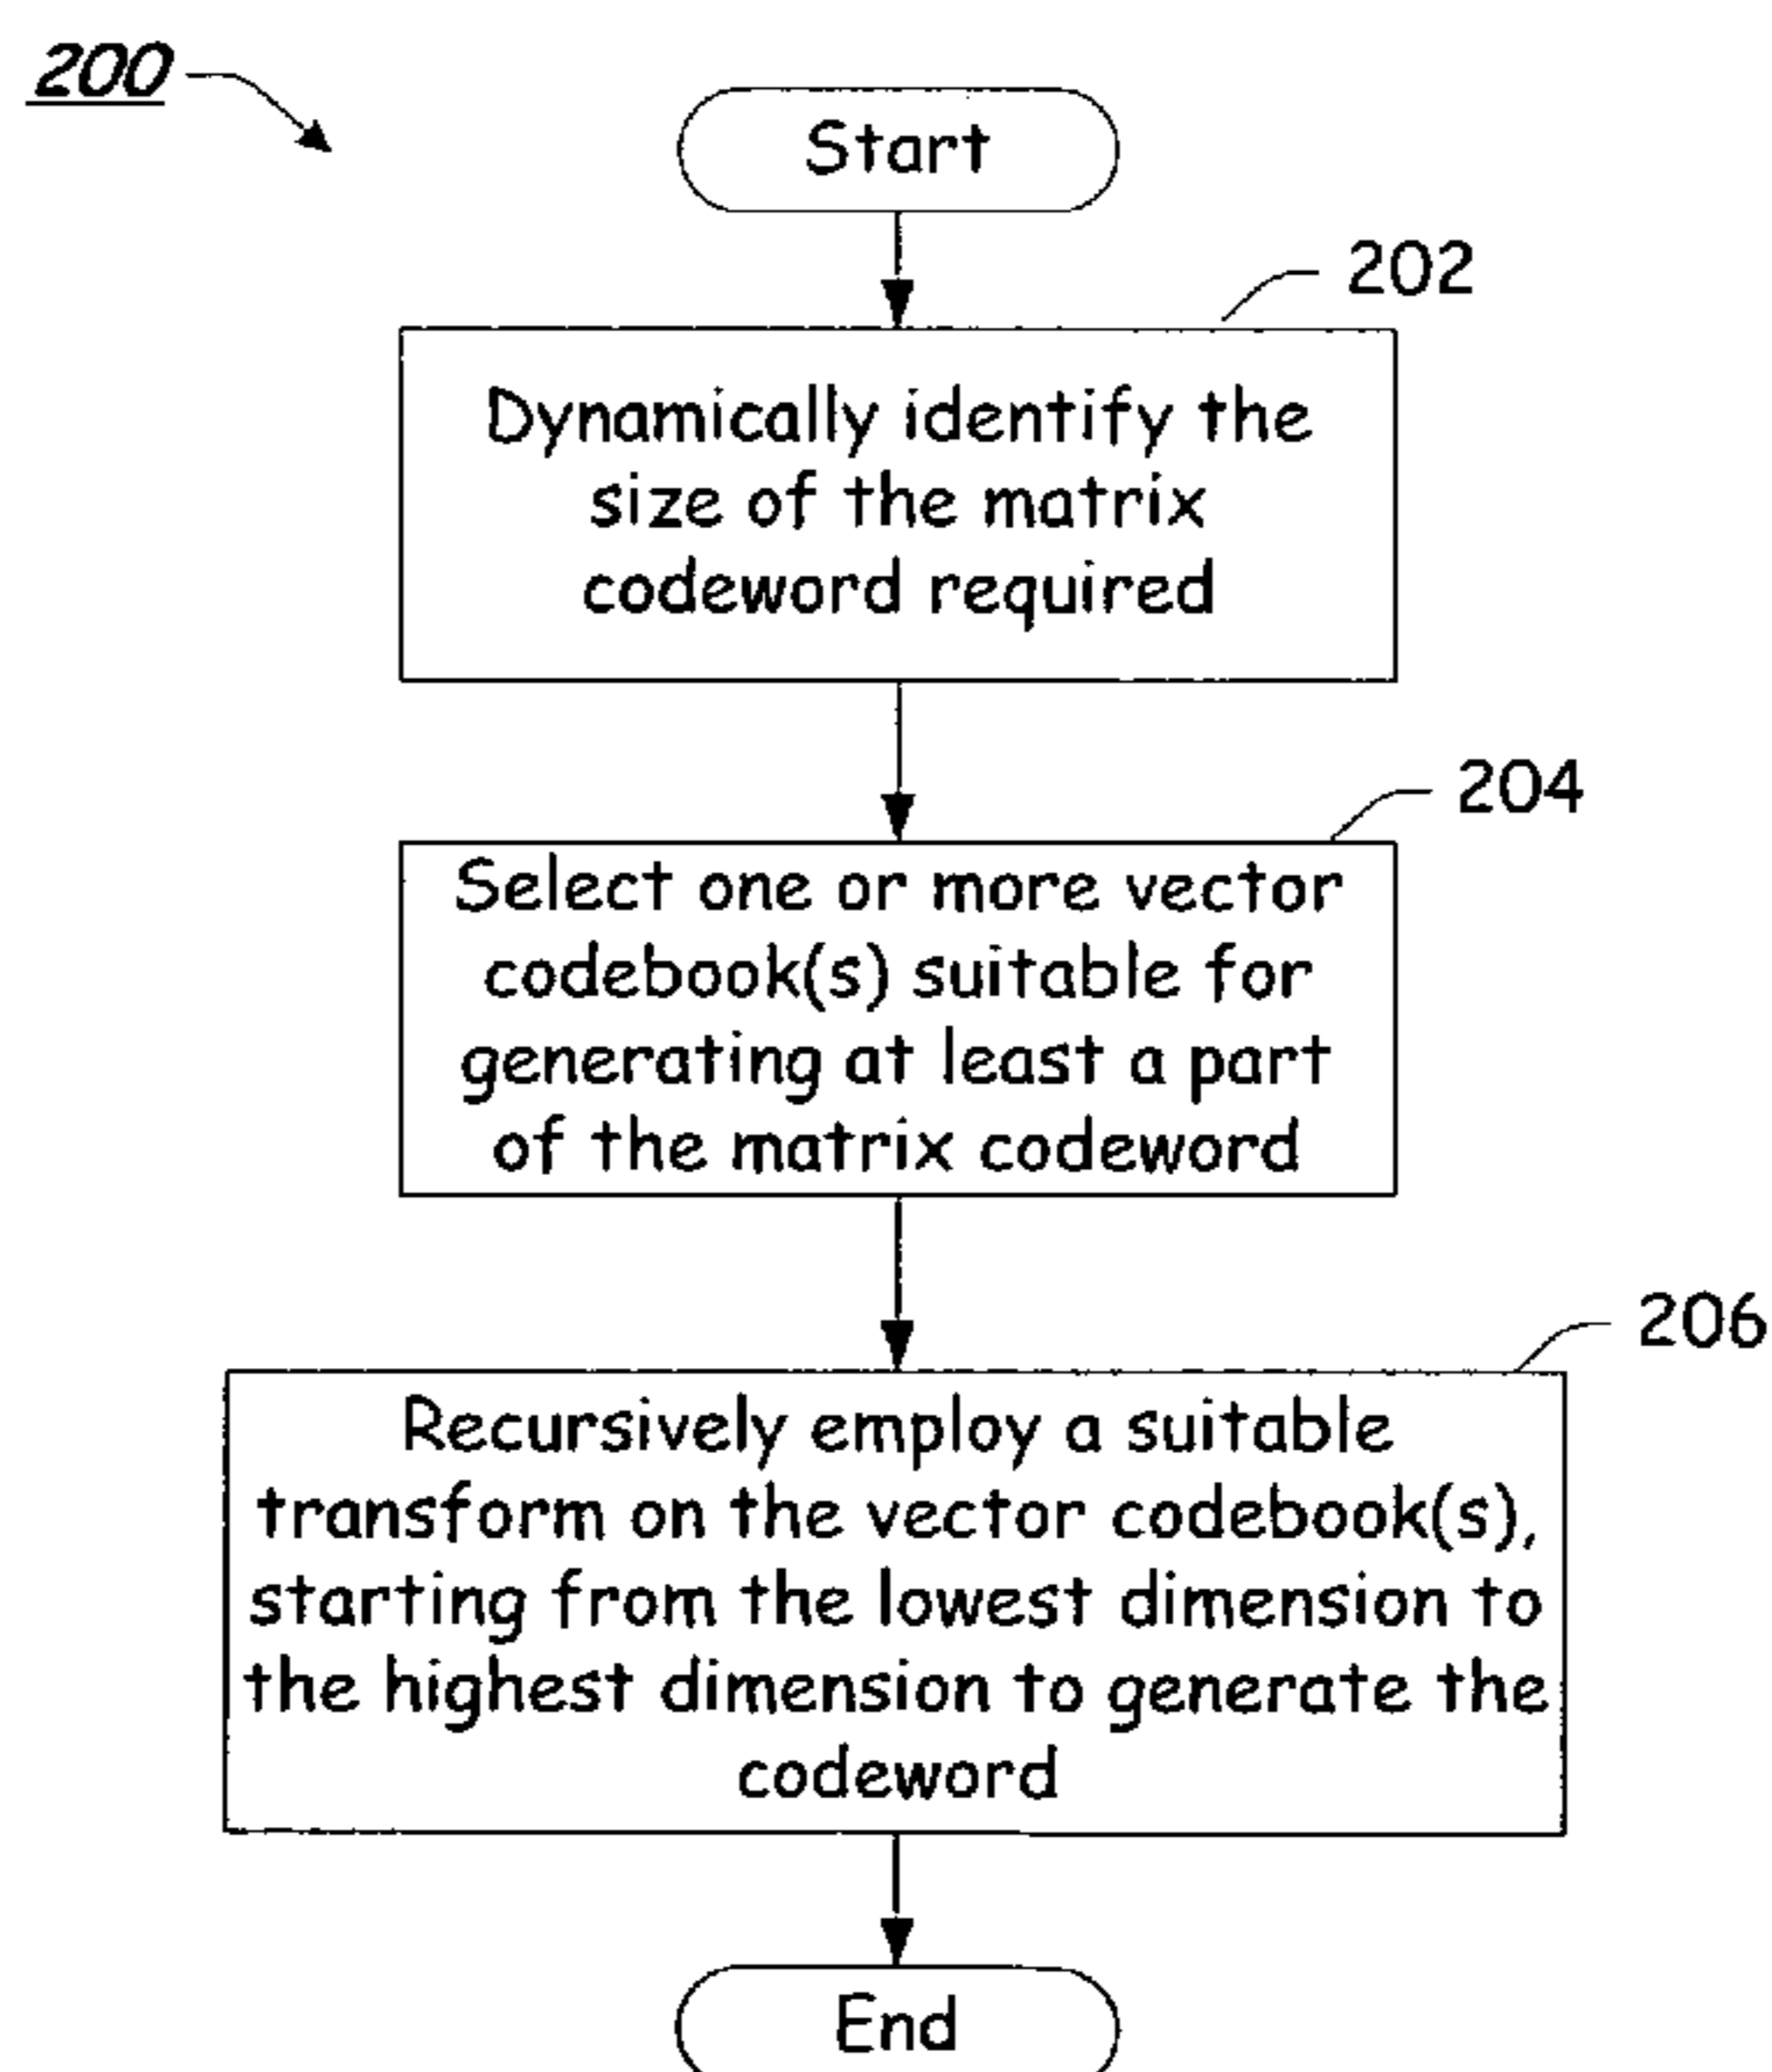 200
Start
202
Dynamically identify the
size of the matrix
codeword required
204
Select one or more vector
codebook(s) suitable for
generating at least a part
of the matrix codeword
206
Recursively employ a suitable
transform on the vector codebook(s),
starting from the lowest dimension to
the highest dimension to generate the
codeword
End